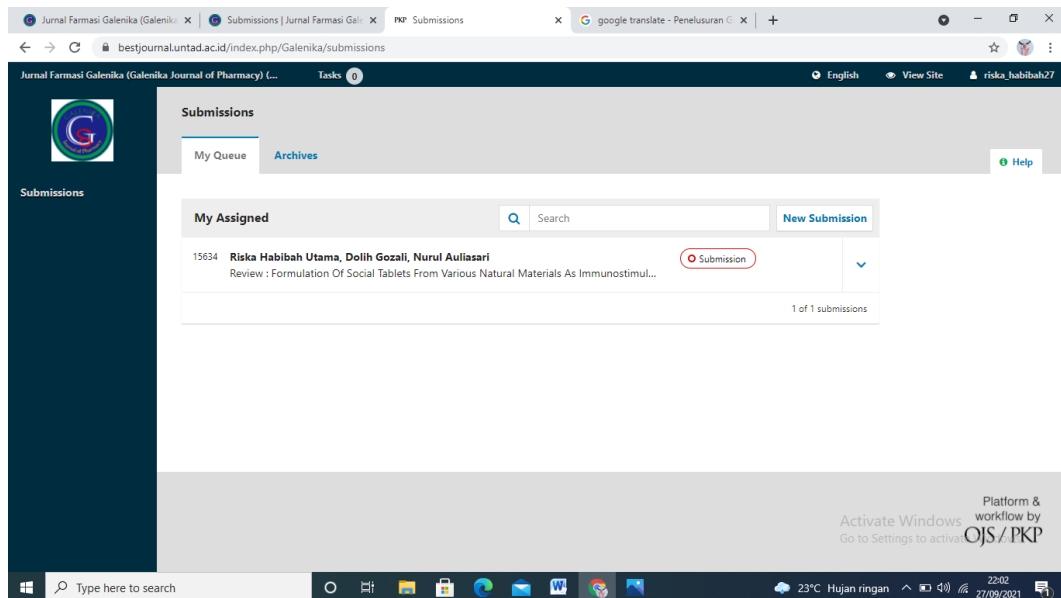 Jurnal Farmasi Galenika (Galenika
Submissions | Jurnal Farmasi Gale
PKP Submissions
google translate - Penelusuran G
bestjournal.untad.ac.id/index.php/Galenika/submissions
Jurnal Farmasi Galenika (Galenika Journal of Pharmacy) (...
Tasks 0
English
View Site
riska_habibah27
Submissions
My Queue
Archives
Help
Submissions
My Assigned
Search
New Submission
15634
Riska Habibah Utama, Dolih Gozali, Nurul Auliasari
Submission
Review : Formulation Of Social Tablets From Various Natural Materials As Immunostimul...
1 of 1 submissions
Platform &
workflow by
OJS / PKP
Activate Windows
Go to Settings to activat
Type here to search
23°C Hujan ringan
22:02
27/09/2021